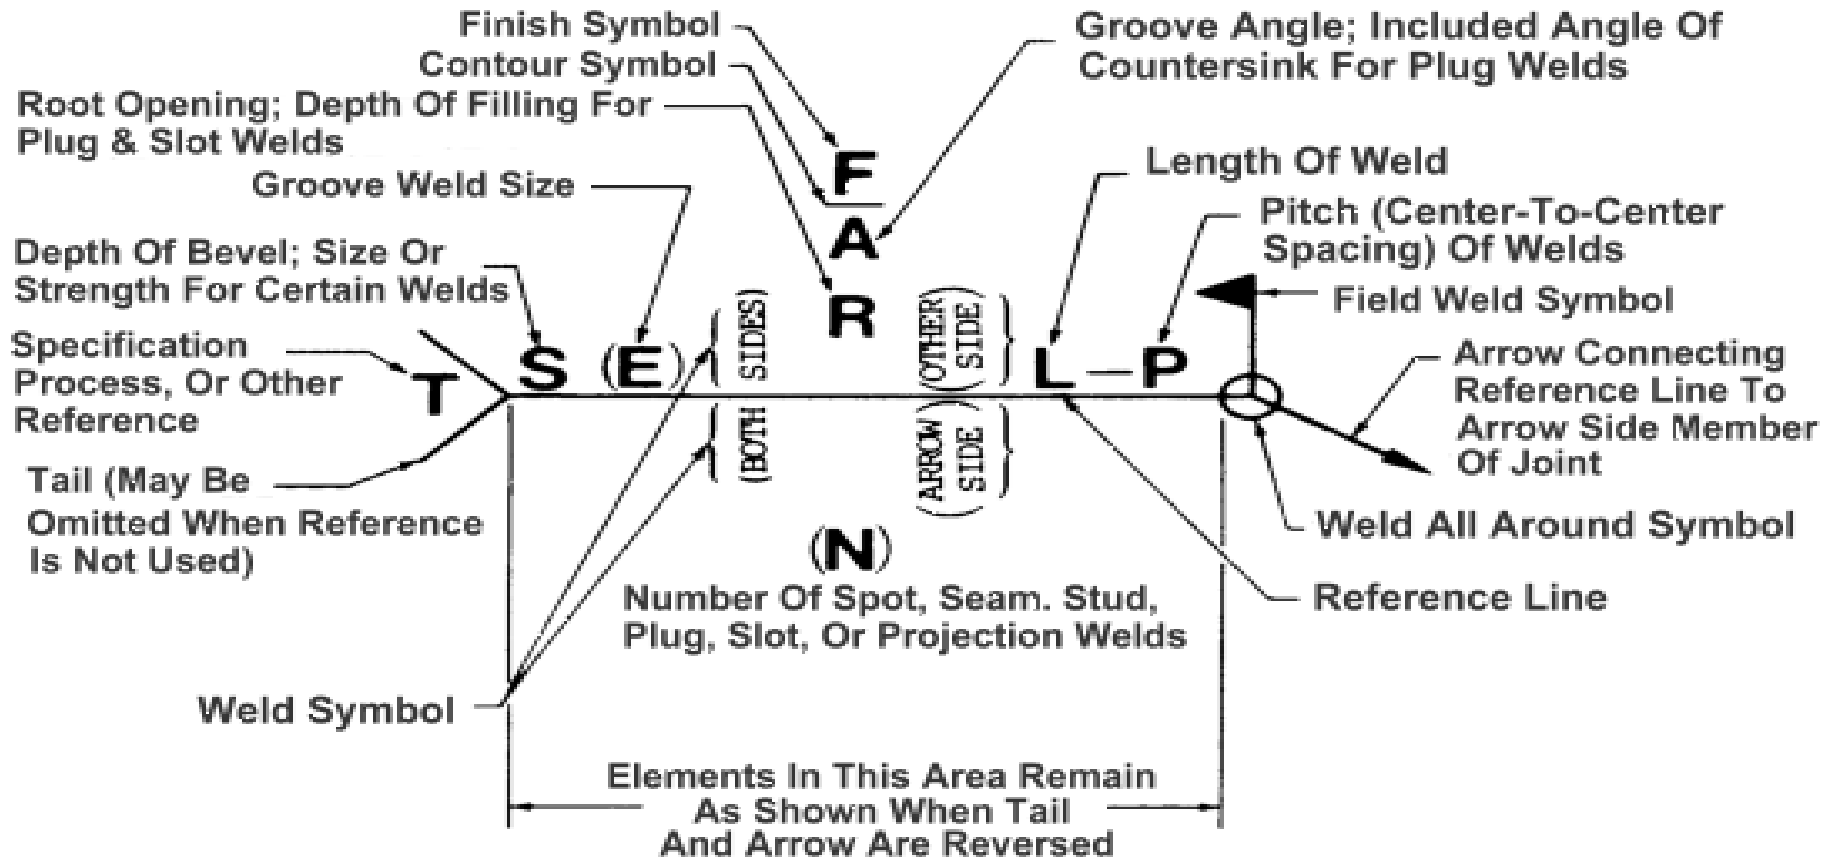 Finish Symbol
Contour Symbol
Root Opening; Depth Of Filling For
Plug & Slot Welds
Groove Weld Size
Depth Of Bevel; Size Or
Strength For Certain Welds
Specification
Process, Or Other
Reference
Tail (May Be
Omitted When Reference
Is Not Used)
Groove Angle; Included Angle Of
Countersink For Plug Welds
Length Of Weld
Pitch (Center-To-Center
Spacing) Of Welds
Field Weld Symbol
Arrow Connecting
Reference Line To
Arrow Side Member
Of Joint
Weld All Around Symbol
Reference Line
F
A
R
T
S (E)
(BOTH SIDES)
(OTHER
SIDE)
(ARROW)
SIDE)
L – P
(N)
Number Of Spot, Seam. Stud,
Plug, Slot, Or Projection Welds
Weld Symbol
Elements In This Area Remain
As Shown When Tail
And Arrow Are Reversed